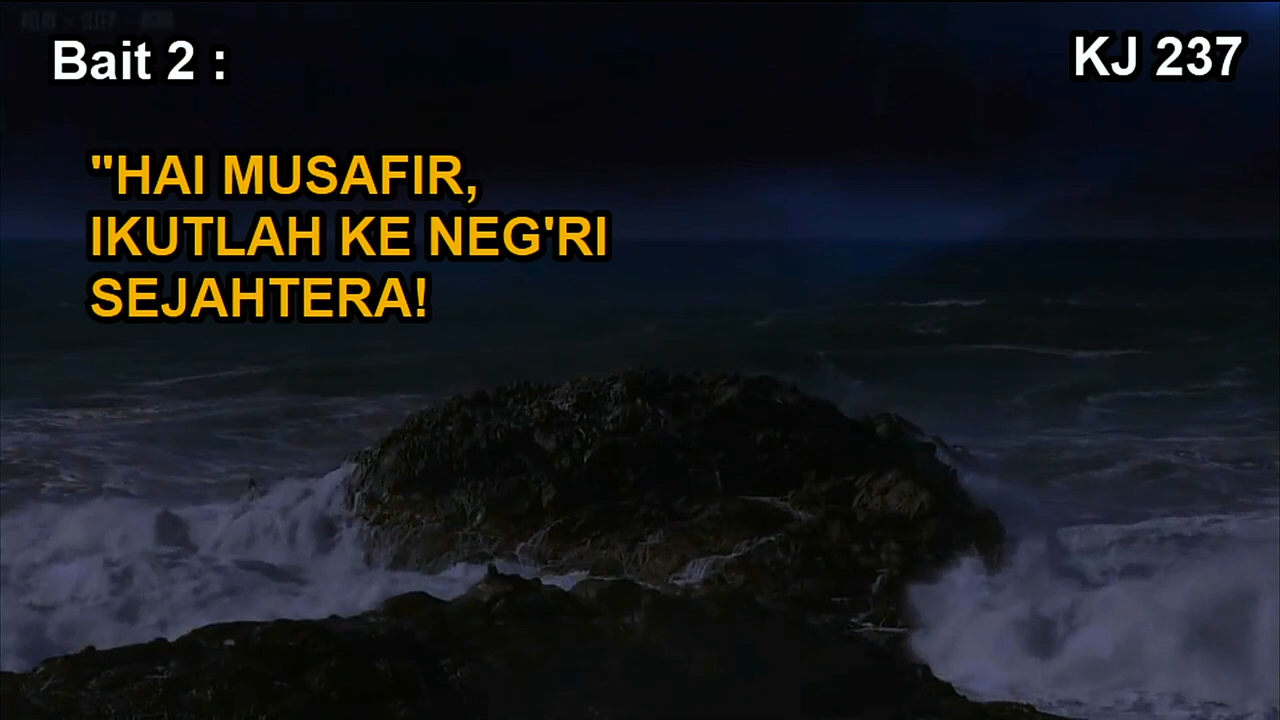 Bait 2 :
KJ 237
"HAI MUSAFIR,
IKUTLAH KE NEG'RI
SEJAHTERA!